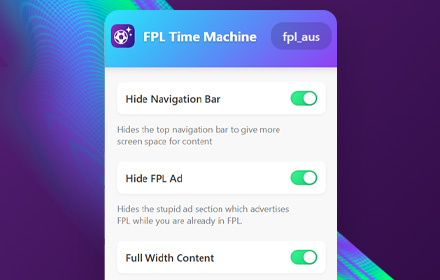 FPL Time Machine
fpl_aus
Hide Navigation Bar
Hides the top navigation bar to give more
screen space for content
Hide FPL Ad
Hides the stupid ad section which advertises
FPL while you are already in FPL.
Full Width Content